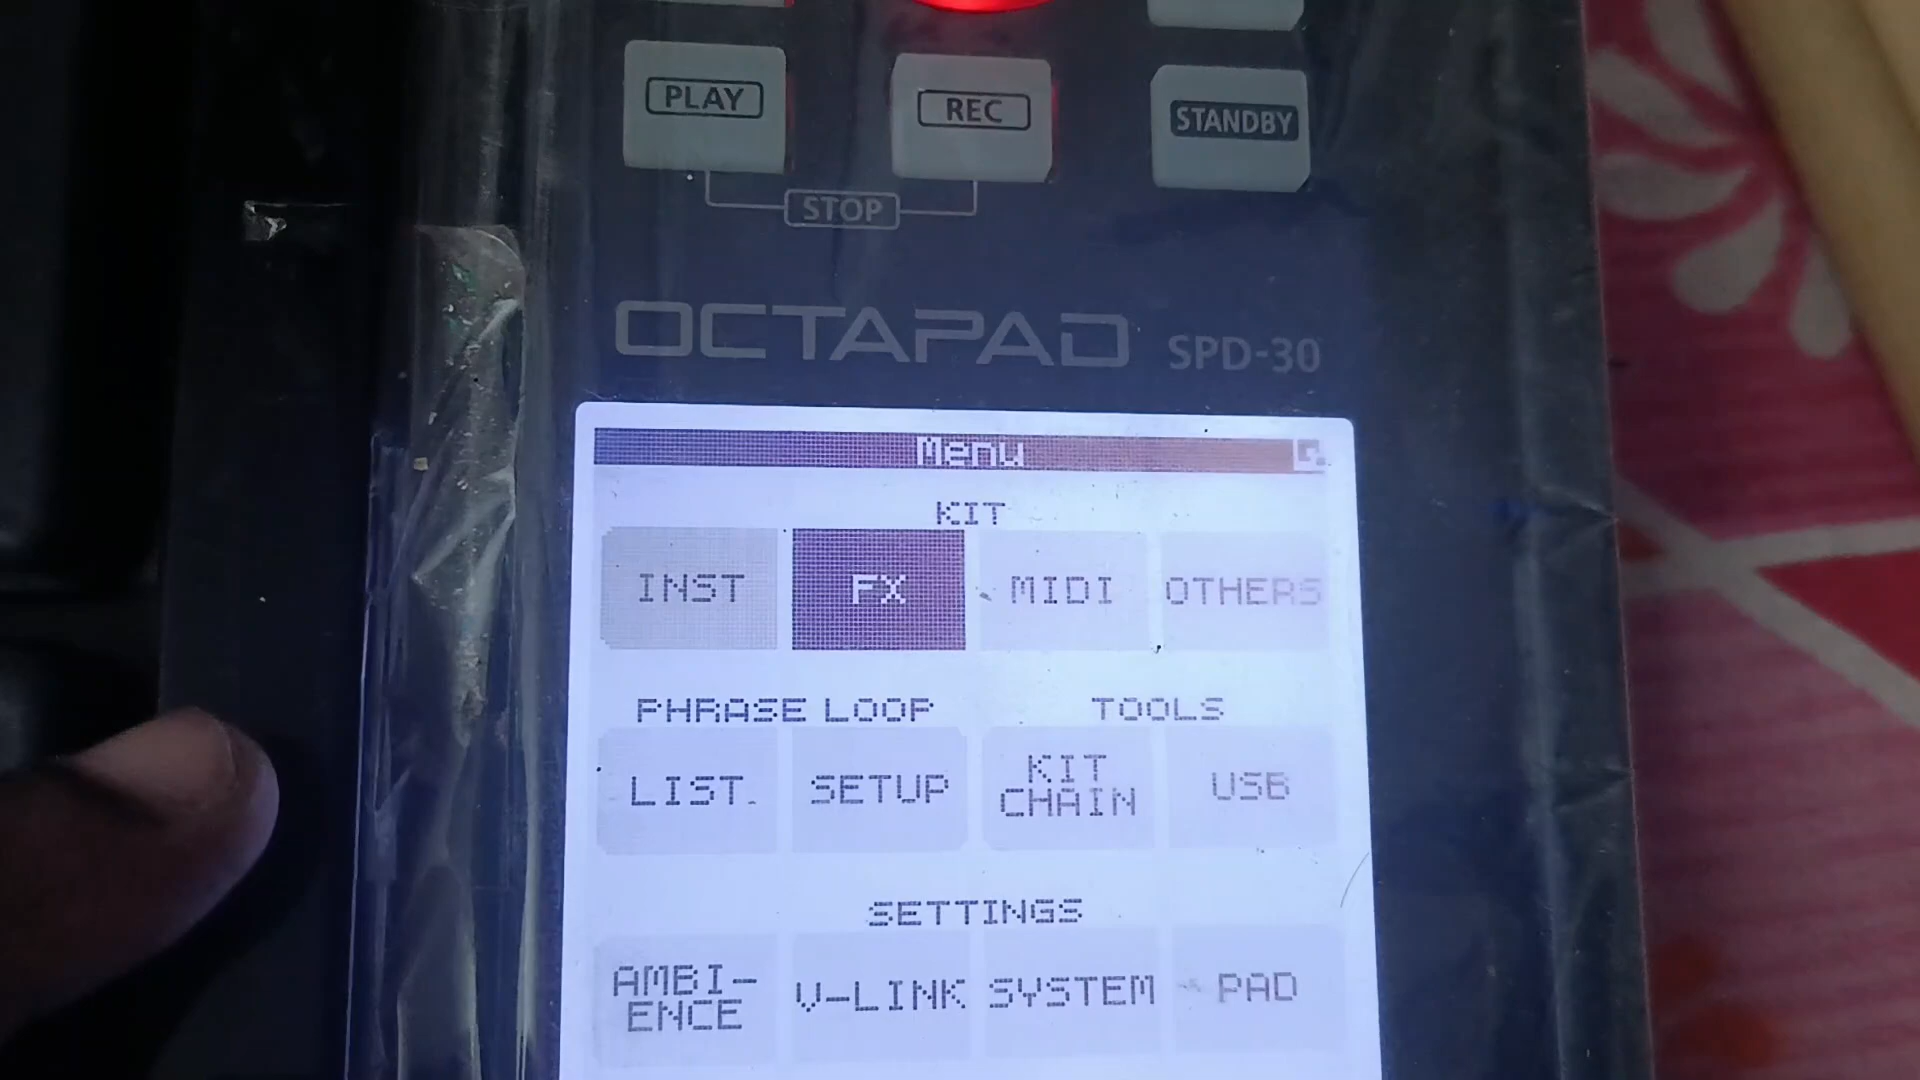 PLAY
REC
STANDBY
STOP
OCTAPAD SPD-30
Menu
KIT
INST FX MIDI OTHERS
PHRASE LOOP TOOLS
LIST SETUP KIT CHAIN USB
SETTINGS
AMBI-
ENCE V-LINK SYSTEM PAD